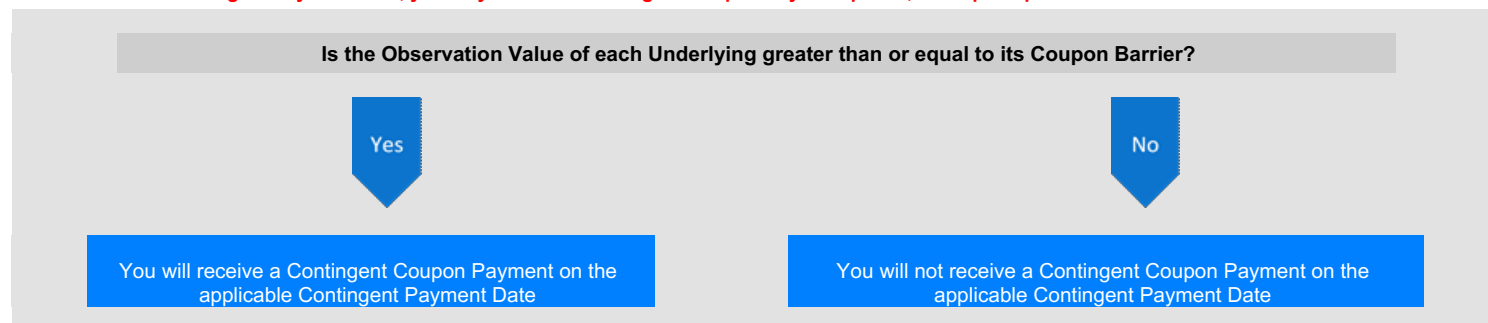 Is the Observation Value of each Underlying greater than or equal to its Coupon Barrier?
Yes
No
You will receive a Contingent Coupon Payment on the
applicable Contingent Payment Date
You will not receive a Contingent Coupon Payment on the
applicable Contingent Payment Date